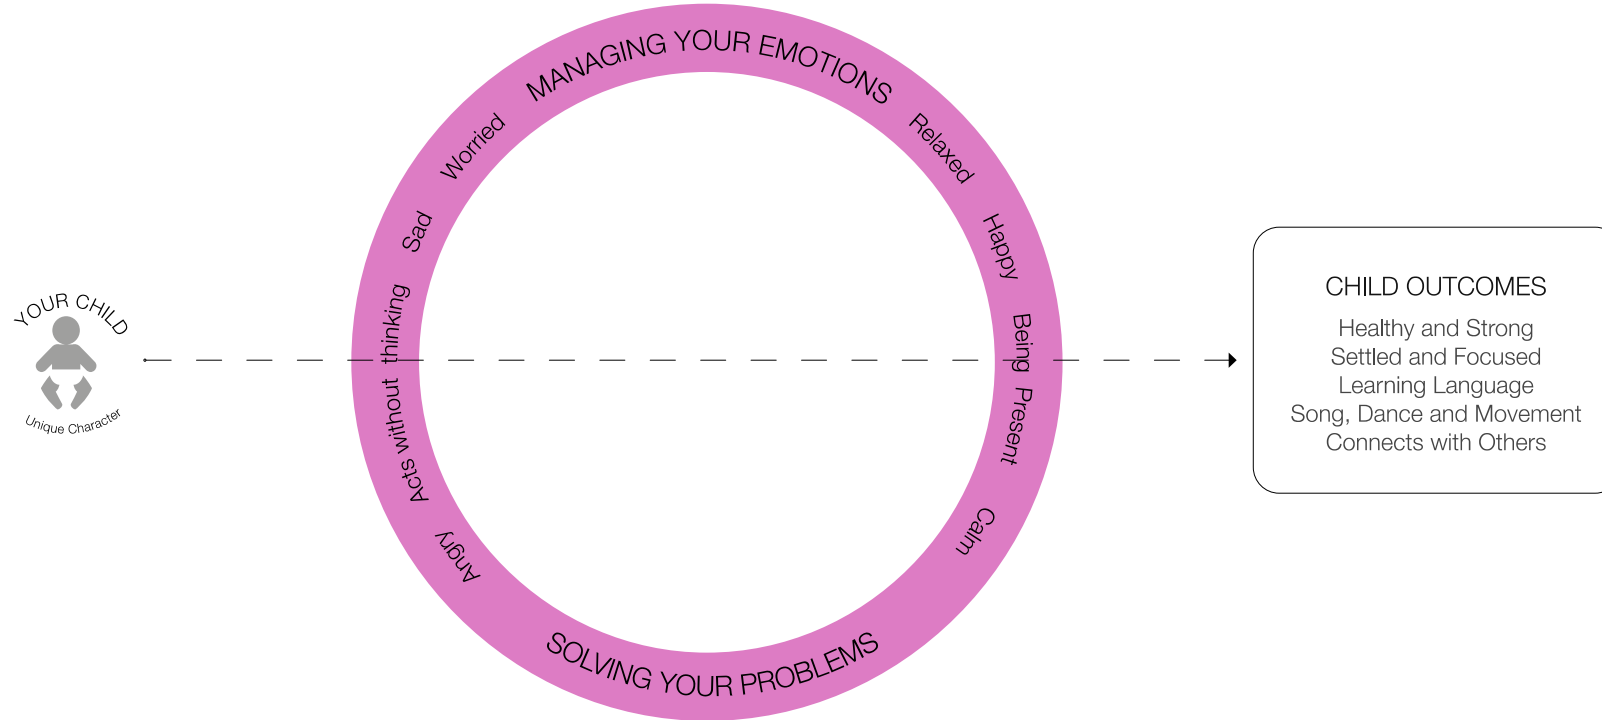 YOUR CHILD
Unique Character
MANAGING YOUR EMOTIONS
Worried
Sad
Acts without thinking
Angry
Relaxed
Happy
Being Present
Calm
SOLVING YOUR PROBLEMS
CHILD OUTCOMES
Healthy and Strong
Settled and Focused
Learning Language
Song, Dance and Movement
Connects with Others